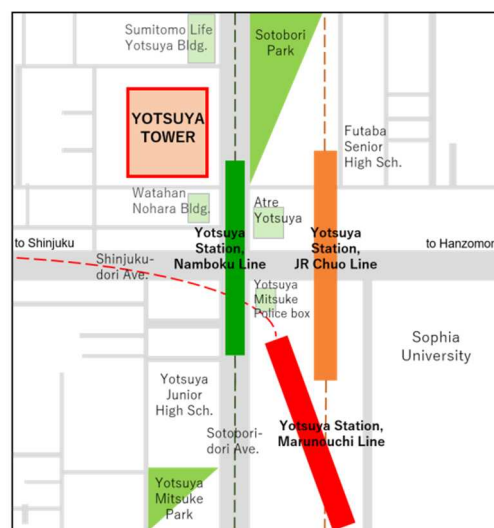 Sumitomo Life
Yotsuya Bldg.
Sotobori
Park
YOTSUYA
TOWER
Futaba
Senior
High Sch.
Watahan
Nohara Bldg.
Atre
Yotsuya
Yotsuya
Station,
Namboku Line
Yotsuya
Station,
JR Chuo Line
to Shinjuku
to Hanzomon
Shinjuku-
dori Ave.
Yotsuya
Mitsuke
Police box
Sophia
University
Yotsuya
Junior
High Sch.
Yotsuya Station,
Marunouchi Line
Sotobori-
dori Ave.
Yotsuya
Mitsuke
Park